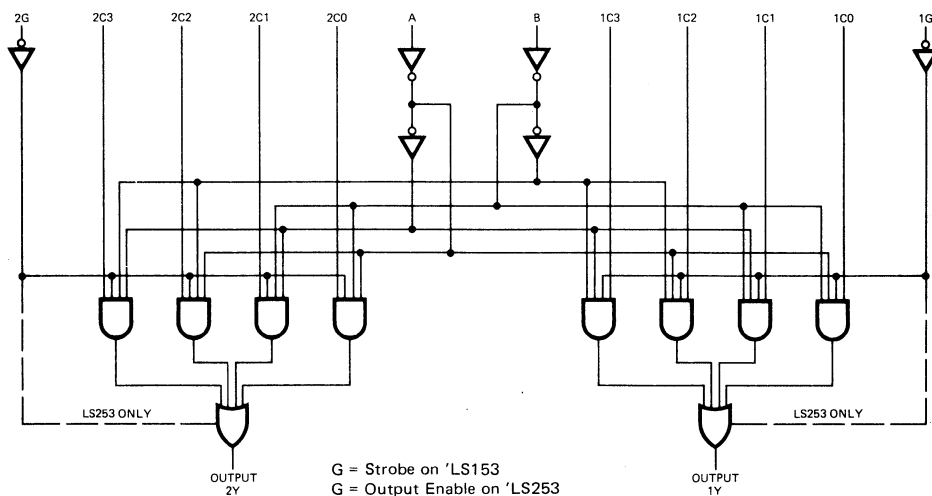 2G 2C3 2C2 2C1 2C0 A B 1C3 1C2 1C1 1C0 1G
LS253 ONLY LS253 ONLY
OUTPUT
2Y
OUTPUT
1Y
G = Strobe on 'LS153
G = Output Enable on 'LS253